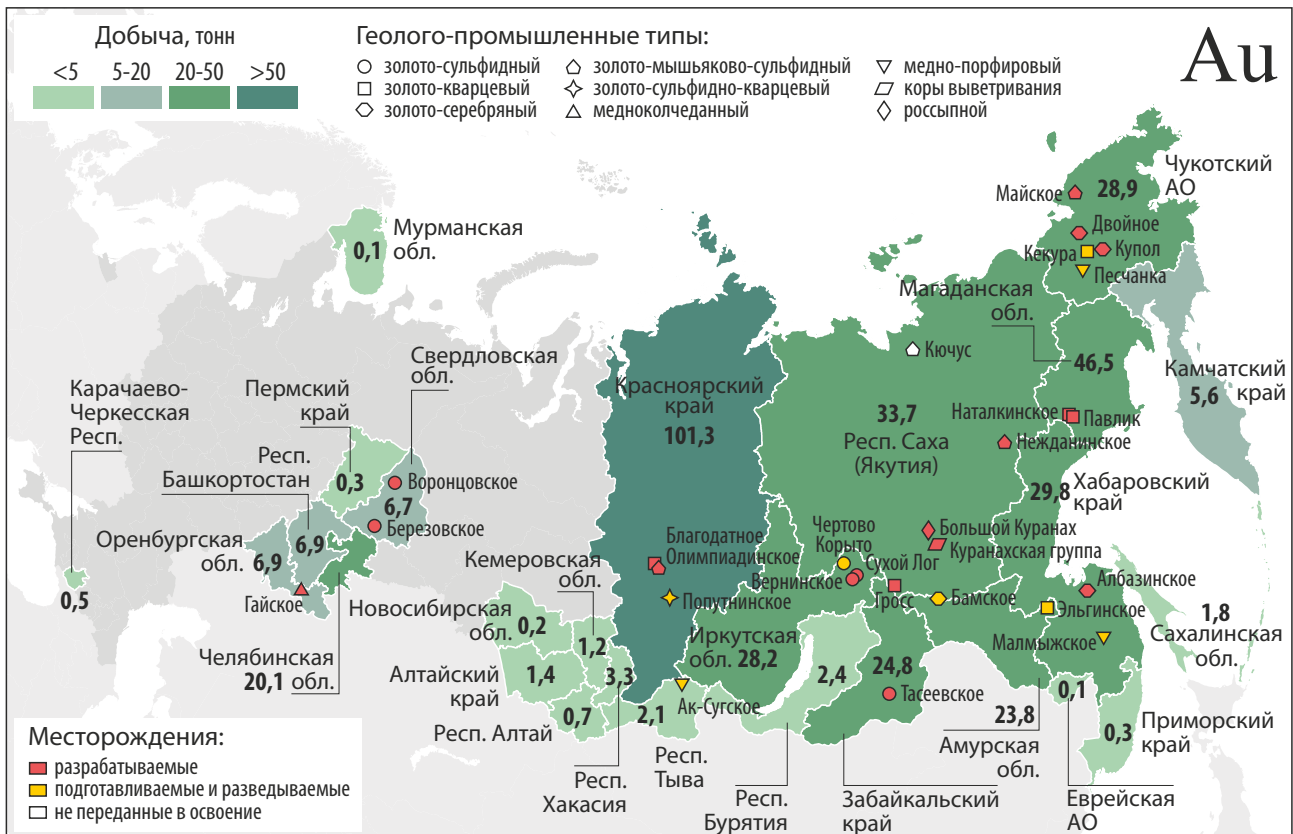 Добыча, тонн
<5
5-20
20-50
>50
Геолого-промышленные типы:
золото-сульфидный
золото-кварцевый
золото-серебряный
золото-мышьяково-сульфидный
золото-сульфидно-кварцевый
медноколчеданный
медно-порфировый
коры выветривания
россыпной
Au
Чукотский
АО
28,9
Майское
Двойное
Купол
Кекура
Песчанка
Мурманская
обл.
0,1
Магаданская
обл.
46,5
Кючус
Камчатский
край
5,6
Свердловская
обл.
Пермский
край
Карачаево-
Черкесская
Респ.
Красноярский
край
101,3
33,7
Респ. Саха
(Якутия)
Наталкинское
Павлик
Нежданинское
Респ.
Башкортостан
0,3
Воронцовское
6,7
Березовское
Хабаровский
край
29,8
Оренбургская
обл.
6,9
6,9
Гайское
0,5
Большой Куранах
Куранахская группа
Чертово
Корыто
Сухой Лог
Вернинское
Благодатное
Олимпиадинское
Попутнинское
Кемеровская
обл.
Гросс
Бамское
Албазинское
Эльгинское
Малмыжское
1,8
Сахалинская
обл.
Новосибирская
обл.
0,2
1,2
Иркутская
обл. 28,2
Челябинская
20,1 обл.
Алтайский
край
1,4
3,3
2,4
24,8
Тасеевское
0,1
0,7
2,1
Ак-Сугское
23,8
Амурская
обл.
0,3
Приморский
край
Респ. Алтай
Респ.
Хакасия
Респ.
Тыва
Респ.
Бурятия
Забайкальский
край
Еврейская
АО
Месторождения:
разрабатываемые
подготавливаемые и разведываемые
не переданные в освоение